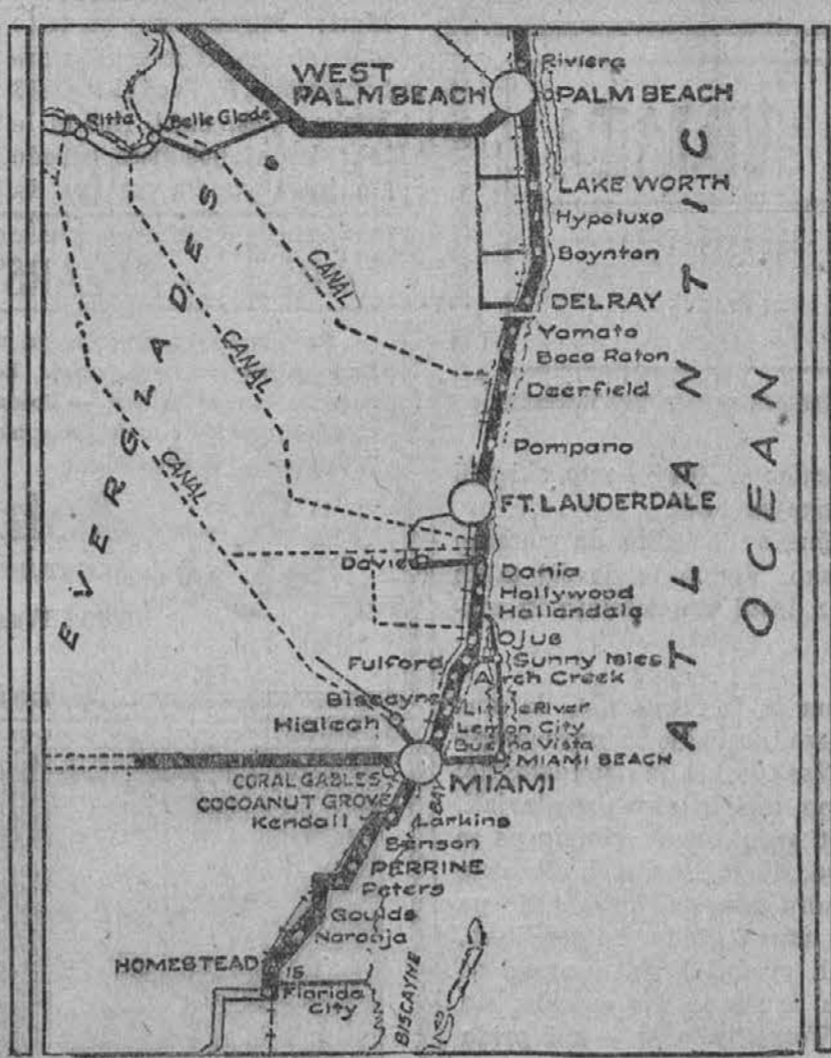 Riviera
WEST
PALM BEACH
PALM BEACH
Ritta
Belle Glade
LAKE WORTH
Hypoluxo
Boynton
DELRAY
Yamato
Boca Raton
Deerfield
Pompano
FT. LAUDERDALE
CANAL
CANAL
CANAL
EVERGLADES
ATLANTIC
OCEAN
Davie
Dania
Hollywood
Hallandale
Ojus
Fulford
Sunny Isles
Arch Creek
Biscayne
Little River
Hialeah
Lemon City
Buena Vista
MIAMI BEACH
CORAL GABLES
MIAMI
COCOANUT GROVE
BAY
Kendall
Larkins
Benson
PERRINE
Peters
Goulds
Naranja
HOMESTEAD
15
Florida
City
BISCAYNE